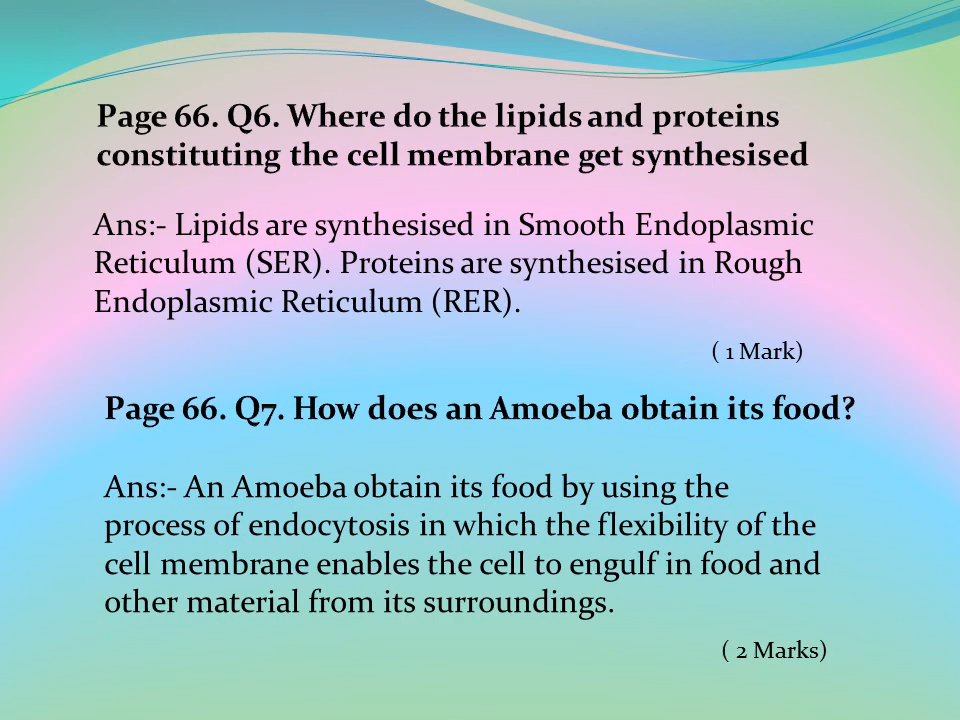 Page 66. Q6. Where do the lipids and proteins
constituting the cell membrane get synthesised
Ans:- Lipids are synthesised in Smooth Endoplasmic
Reticulum (SER). Proteins are synthesised in Rough
Endoplasmic Reticulum (RER).
( 1 Mark)
Page 66. Q7. How does an Amoeba obtain its food?
Ans:- An Amoeba obtain its food by using the
process of endocytosis in which the flexibility of the
cell membrane enables the cell to engulf in food and
other material from its surroundings.
( 2 Marks)